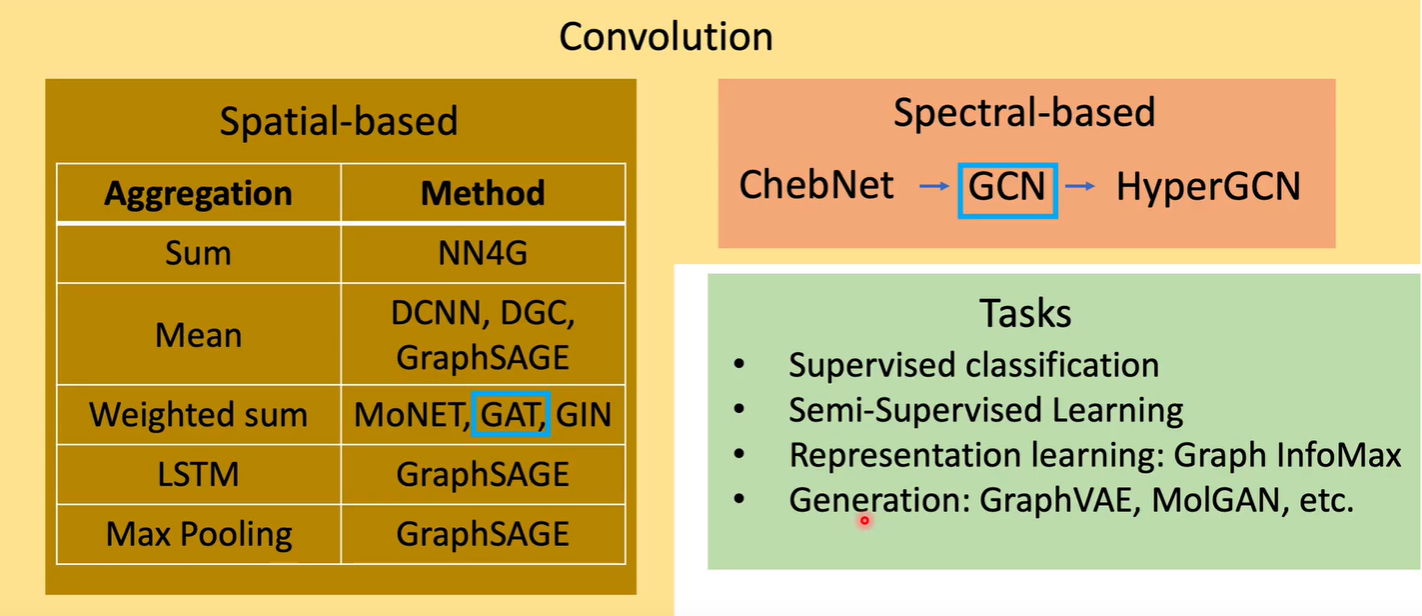 Convolution
Spatial-based
Aggregation Method
Sum NN4G
Mean DCNN, DGC,
GraphSAGE
Weighted sum MoNET, GAT, GIN
LSTM GraphSAGE
Max Pooling GraphSAGE
Spectral-based
ChebNet → GCN → HyperGCN
Tasks
• Supervised classification
• Semi-Supervised Learning
• Representation learning: Graph InfoMax
• Generation: GraphVAE, MolGAN, etc.